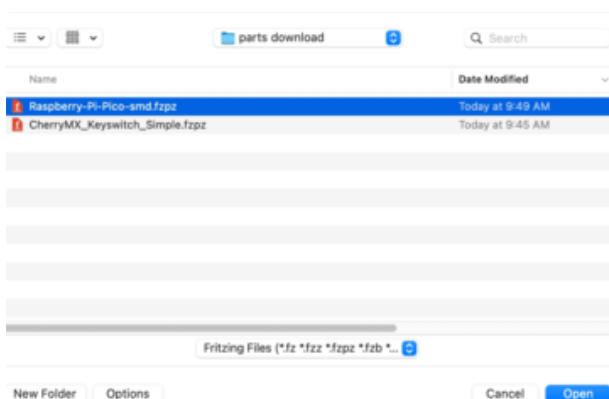 parts download
Search
Name Date Modified
Raspberry-Pi-Pico-smd.fzpz Today at 9:49 AM
CherryMX_Keyswitch_Simple.fzpz Today at 9:45 AM
Fritzing Files (*.fz *.fzz *.fzpz *.fzb *...
New Folder Options Cancel Open